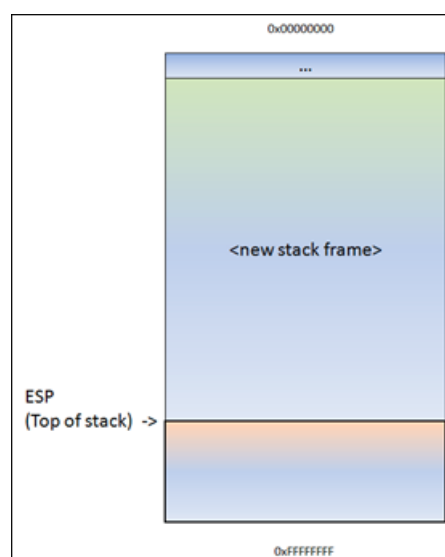 0x00000000
...
<new stack frame>
ESP
(Top of stack) ->
0xFFFFFFFF